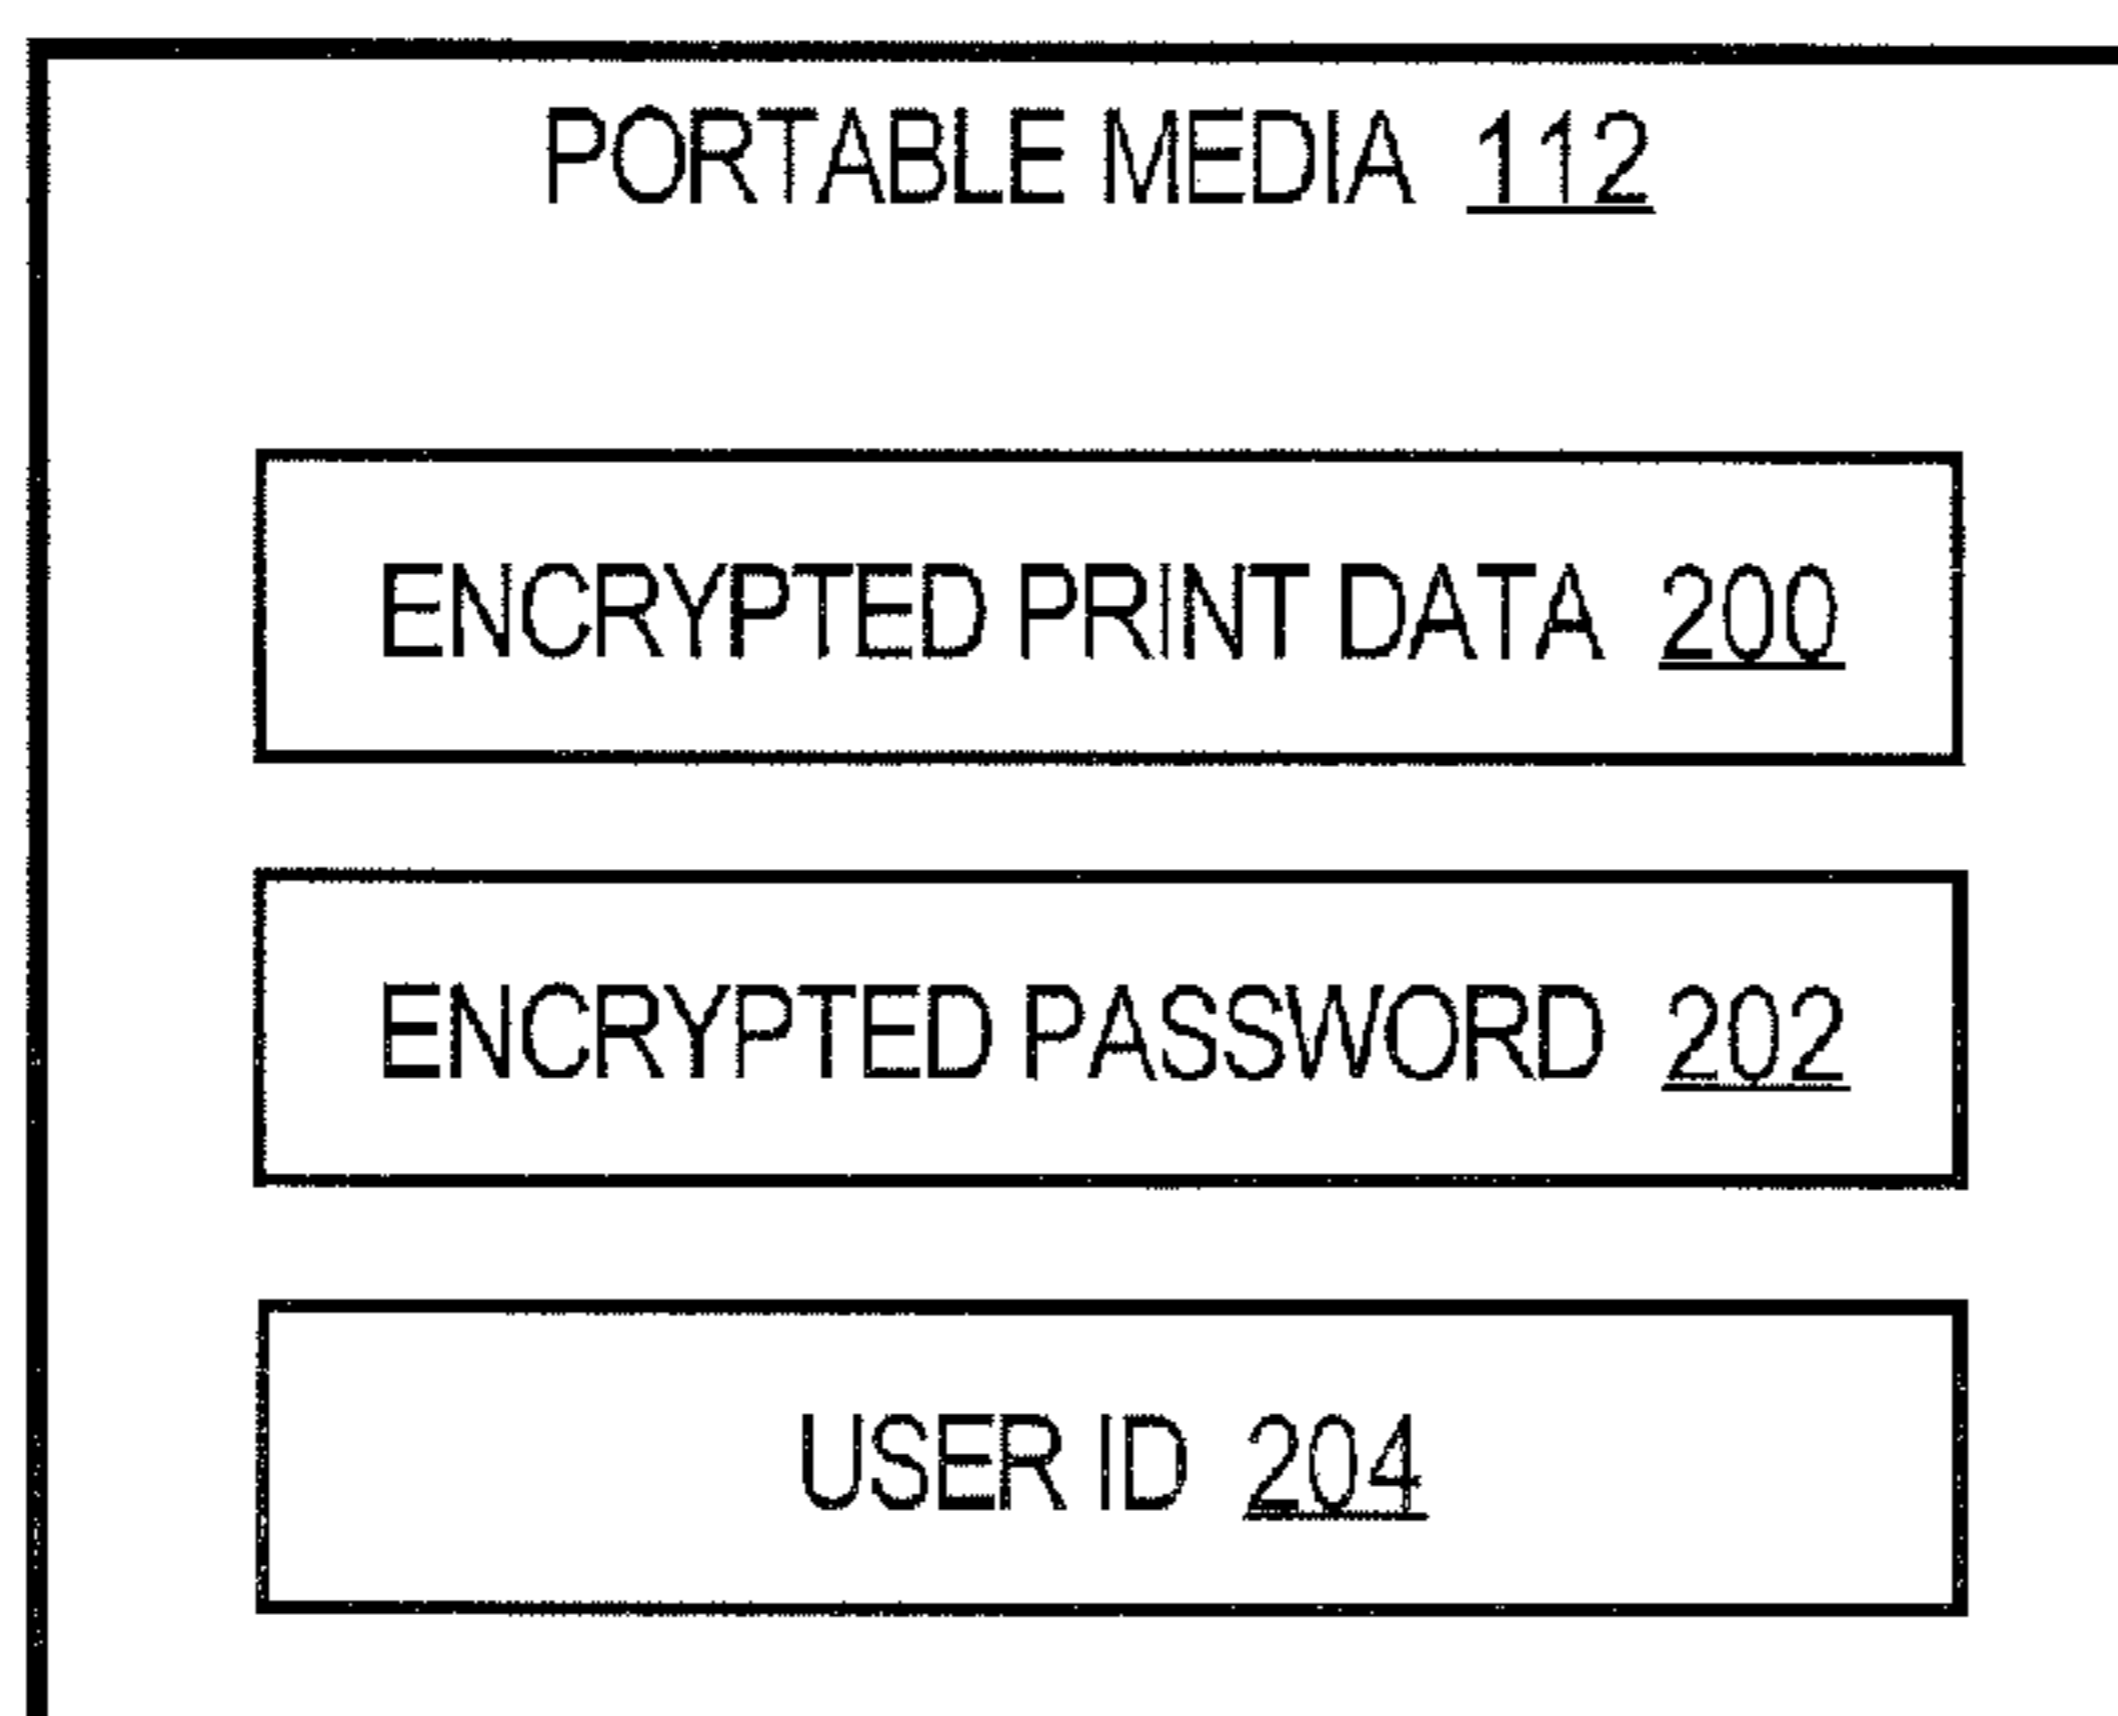 PORTABLE MEDIA 112
ENCRYPTED PRINT DATA 200
ENCRYPTED PASSWORD 202
USER ID 204